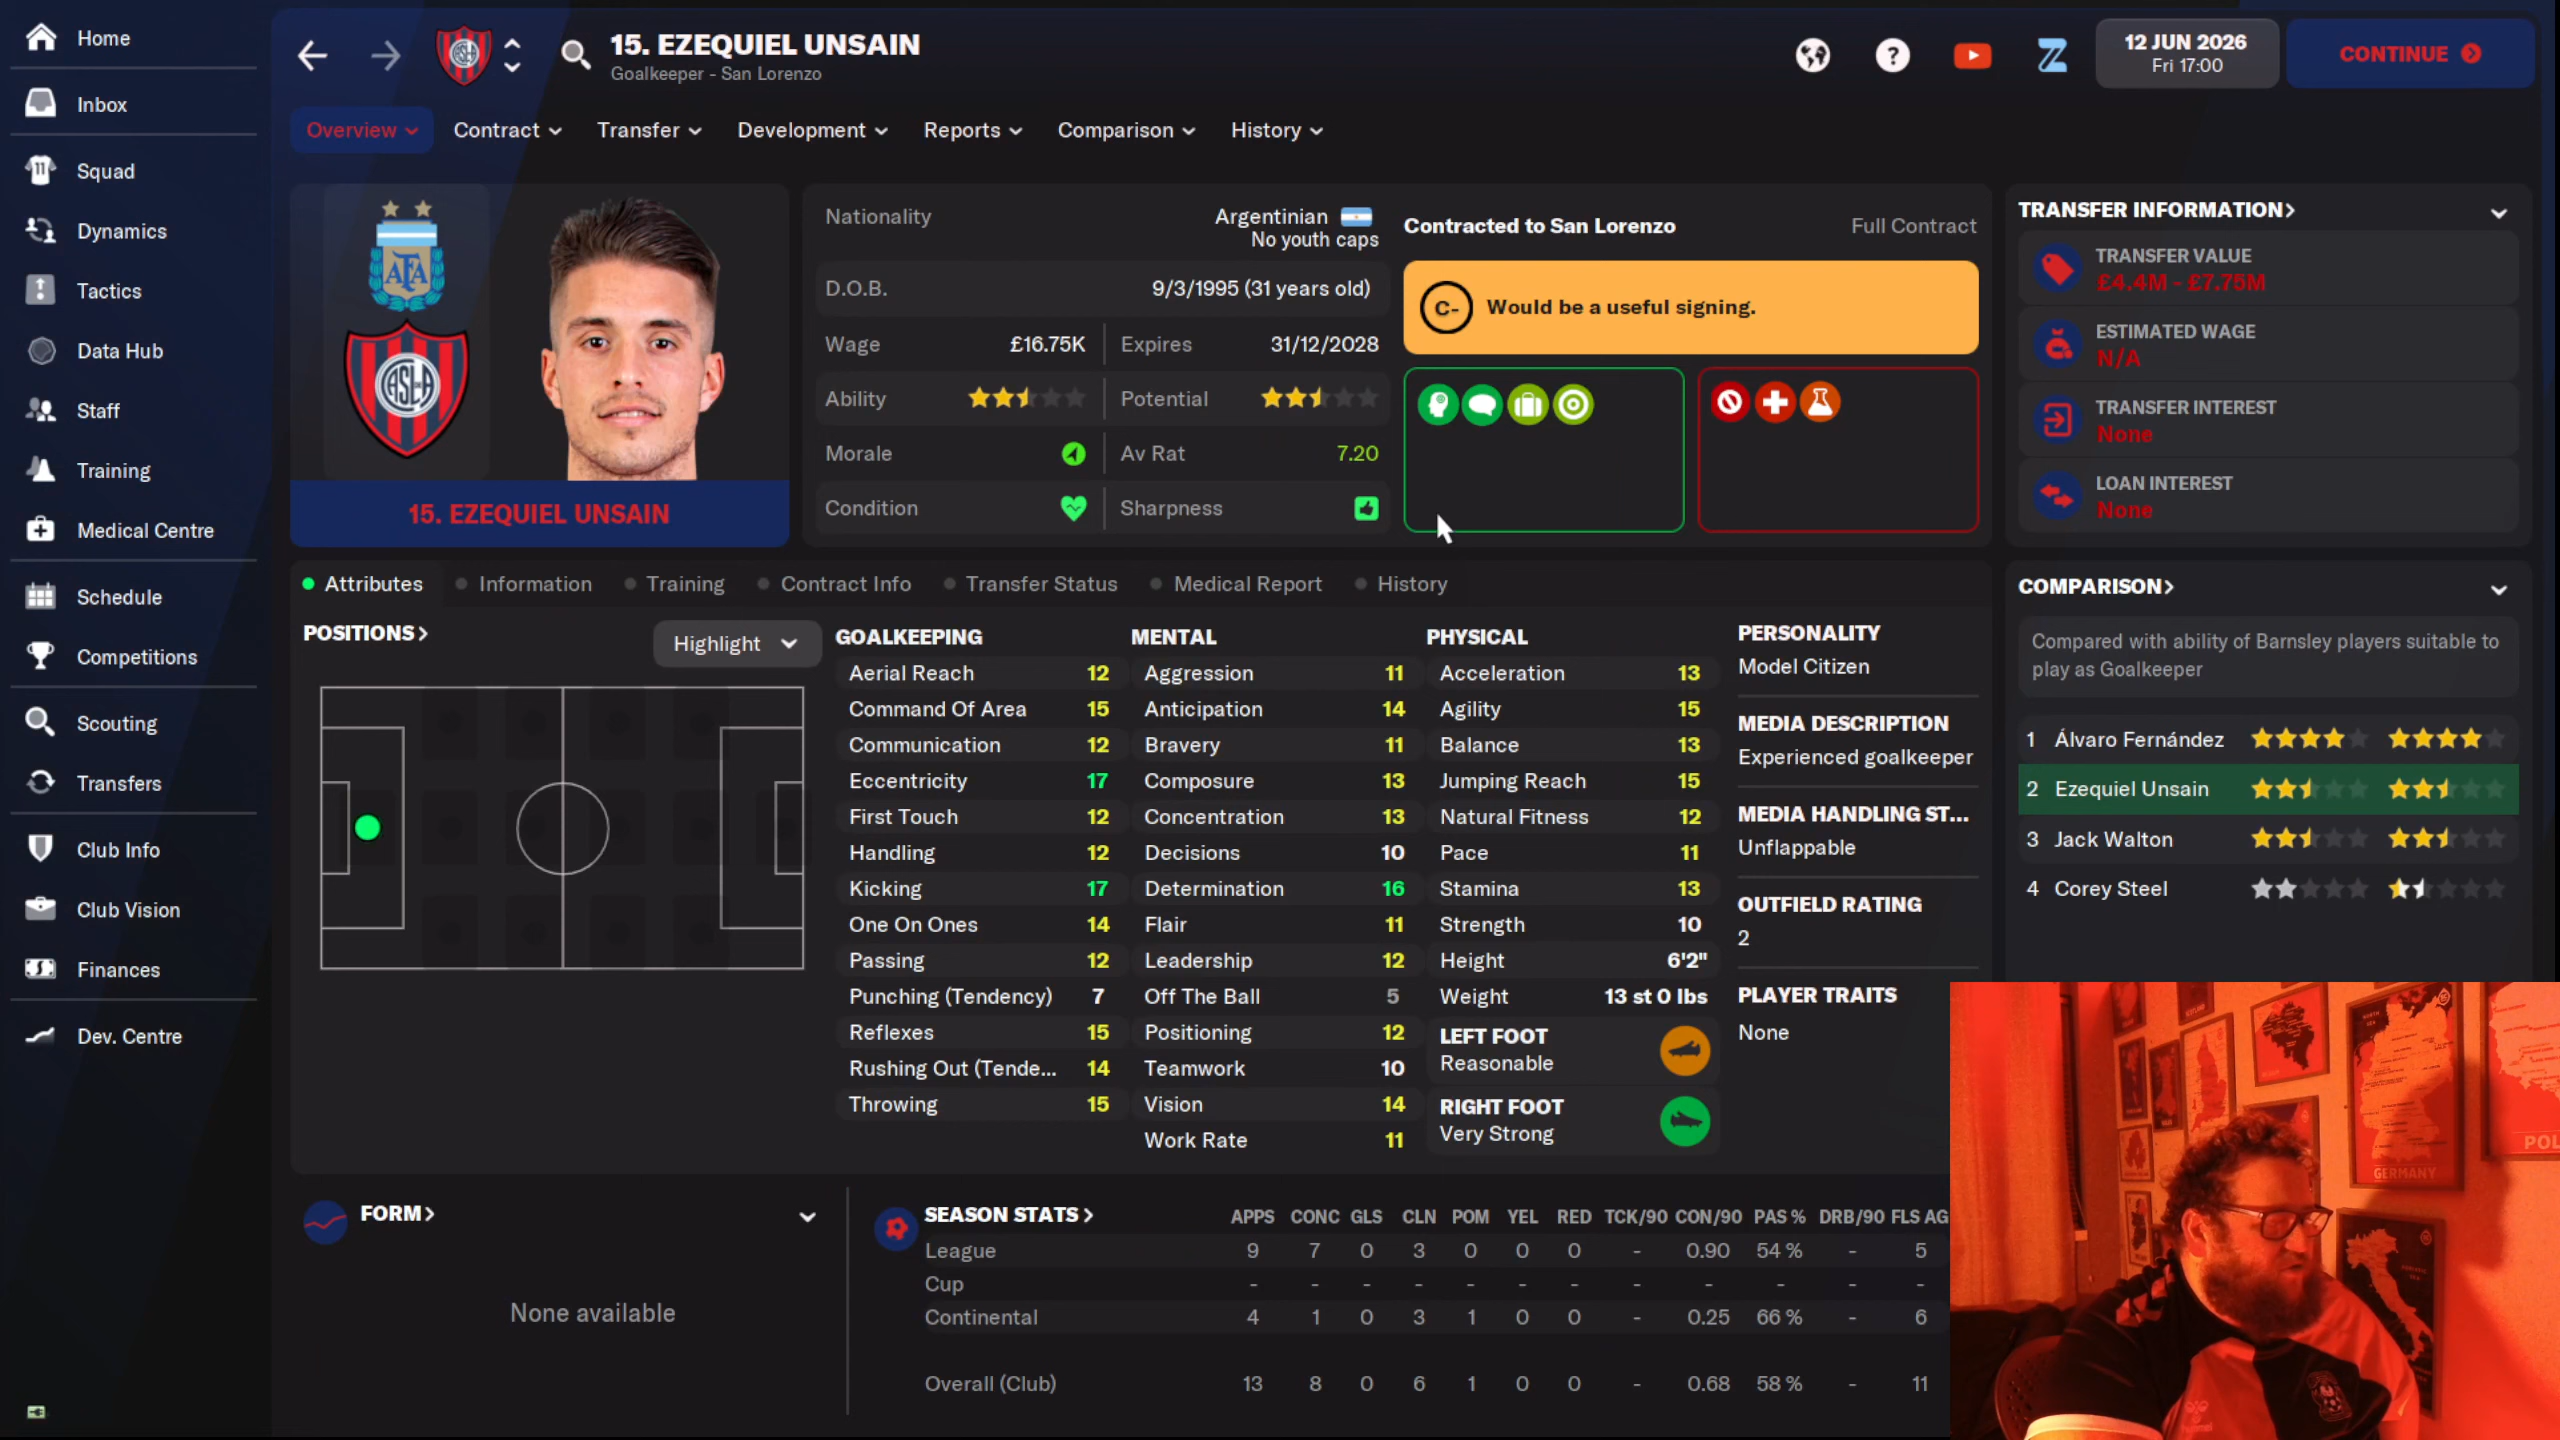 Home
Inbox
Squad
Dynamics
Tactics
Data Hub
Staff
Training
Medical Centre
Schedule
Competitions
Scouting
Transfers
Club Info
Club Vision
Finances
Dev. Centre
15. EZEQUIEL UNSAIN
Goalkeeper - San Lorenzo
12 JUN 2026
Fri 17:00
CONTINUE
Overview
Contract
Transfer
Development
Reports
Comparison
History
AFA
CASLA
15. EZEQUIEL UNSAIN
Nationality Argentinian
No youth caps
D.O.B. 9/3/1995 (31 years old)
Wage £16.75K Expires 31/12/2028
Ability Potential
Morale Av Rat 7.20
Condition Sharpness
Contracted to San Lorenzo Full Contract
C- Would be a useful signing.
TRANSFER INFORMATION>
TRANSFER VALUE
£4.4M - £7.75M
ESTIMATED WAGE
N/A
TRANSFER INTEREST
None
LOAN INTEREST
None
Attributes
Information
Training
Contract Info
Transfer Status
Medical Report
History
POSITIONS>
Highlight
GOALKEEPING
Aerial Reach 12
Command Of Area 15
Communication 12
Eccentricity 17
First Touch 12
Handling 12
Kicking 17
One On Ones 14
Passing 12
Punching (Tendency) 7
Reflexes 15
Rushing Out (Tende... 14
Throwing 15
MENTAL
Aggression 11
Anticipation 14
Bravery 11
Composure 13
Concentration 13
Decisions 10
Determination 16
Flair 11
Leadership 12
Off The Ball 5
Positioning 12
Teamwork 10
Vision 14
Work Rate 11
PHYSICAL
Acceleration 13
Agility 15
Balance 13
Jumping Reach 15
Natural Fitness 12
Pace 11
Stamina 13
Strength 10
Height 6'2"
Weight 13 st 0 lbs
LEFT FOOT
Reasonable
RIGHT FOOT
Very Strong
PERSONALITY
Model Citizen
MEDIA DESCRIPTION
Experienced goalkeeper
MEDIA HANDLING ST...
Unflappable
OUTFIELD RATING
2
PLAYER TRAITS
None
COMPARISON>
Compared with ability of Barnsley players suitable to
play as Goalkeeper
1 Álvaro Fernández
2 Ezequiel Unsain
3 Jack Walton
4 Corey Steel
FORM>
None available
SEASON STATS> APPS CONC GLS CLN POM YEL RED TCK/90 CON/90 PAS % DRB/90 FLS AG
League 9 7 0 3 0 0 0 - 0.90 54 % - 5
Cup - - - - - - - - - - - -
Continental 4 1 0 3 1 0 0 - 0.25 66 % - 6
Overall (Club) 13 8 0 6 1 0 0 - 0.68 58 % - 11
GERMANY
POL